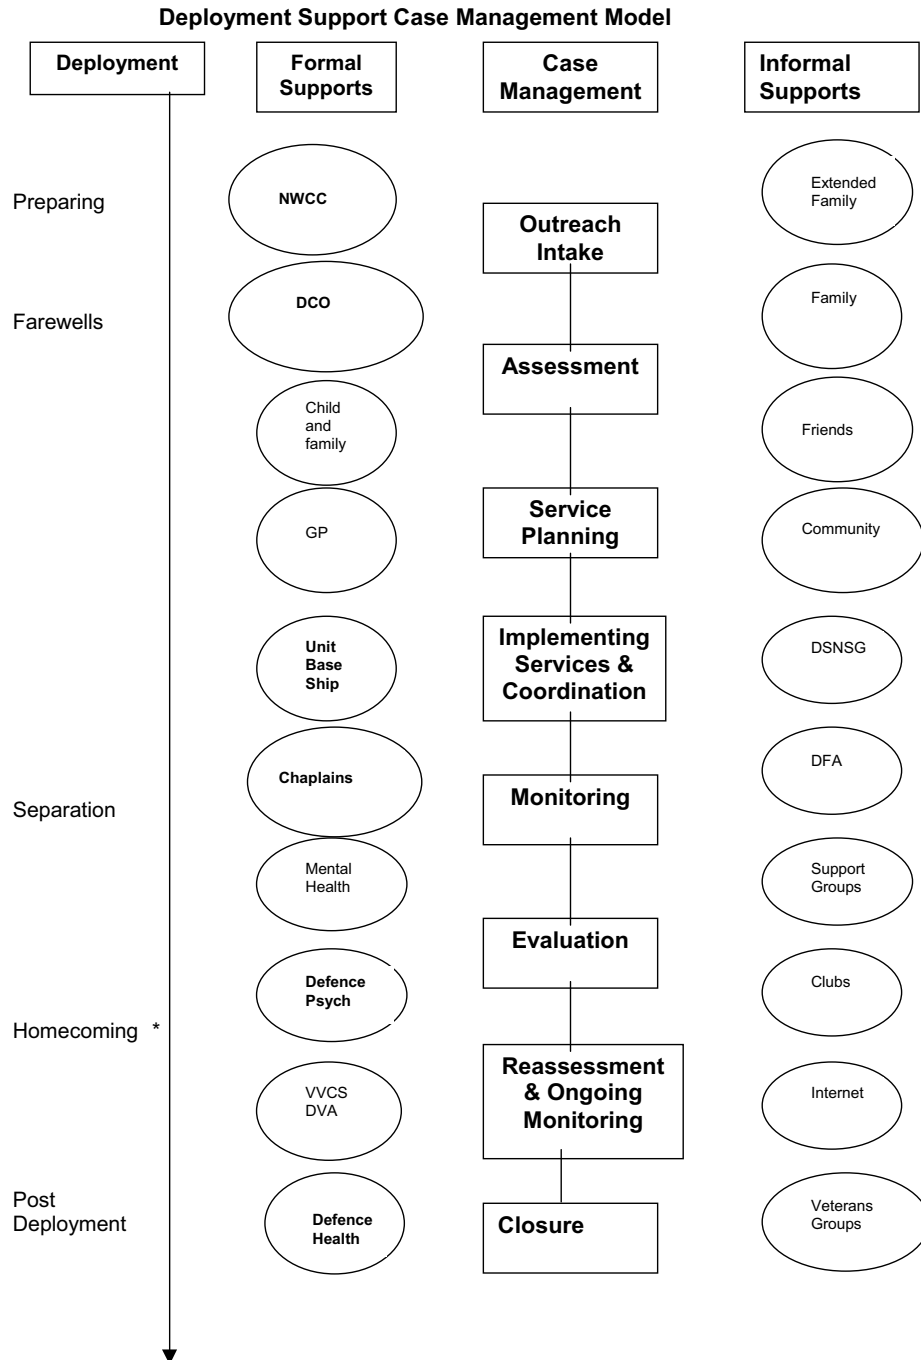 Deployment Support Case Management Model
Deployment
Formal
Supports
Case
Management
Informal
Supports
Preparing
Farewells
Separation
Homecoming *
Post
Deployment
NWCC
DCO
Child
and
family
GP
Unit
Base
Ship
Chaplains
Mental
Health
Defence
Psych
VVCS
DVA
Defence
Health
Outreach
Intake
Assessment
Service
Planning
Implementing
Services &
Coordination
Monitoring
Evaluation
Reassessment
& Ongoing
Monitoring
Closure
Extended
Family
Family
Friends
Community
DSNSG
DFA
Support
Groups
Clubs
Internet
Veterans
Groups